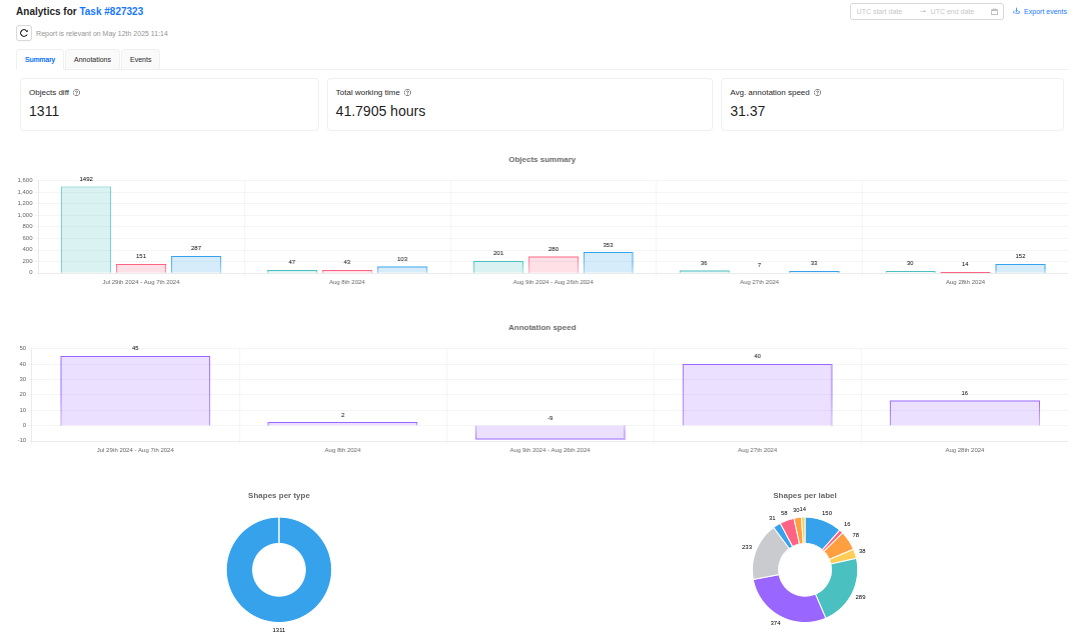 Analytics for Task #827323
UTC start date → UTC end date
Export events
Report is relevant on May 12th 2025 11:14
Summary Annotations Events
Objects diff
1311
Total working time
41.7905 hours
Avg. annotation speed
31.37
Objects summary
1,600
1,400
1,200
1,000
800
600
400
200
0
1492 151 287
47 43 103
201 280 353
36 7 33
30 14 152
Jul 29th 2024 - Aug 7th 2024 Aug 8th 2024 Aug 9th 2024 - Aug 26th 2024 Aug 27th 2024 Aug 28th 2024
Annotation speed
50
40
30
20
10
0
-10
45 2 -9 40 16
Jul 29th 2024 - Aug 7th 2024 Aug 8th 2024 Aug 9th 2024 - Aug 26th 2024 Aug 27th 2024 Aug 28th 2024
Shapes per type
1311
Shapes per label
150
16
78
38
289
374
233
31
58
30
14